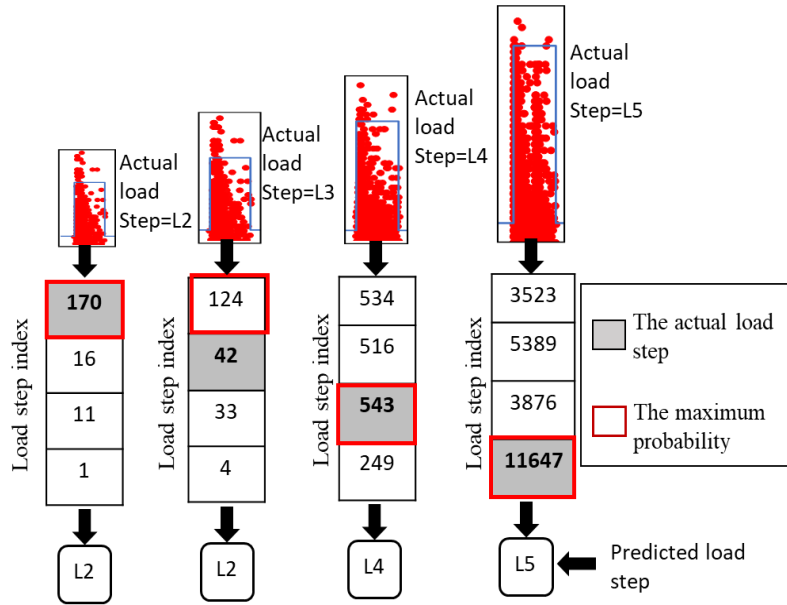 Actual
load
Step=L2
Actual
load
Step=L3
Actual
load
Step=L4
Actual
load
Step=L5
Load step index
170
16
11
1
L2
Load step index
124
42
33
4
L2
Load step index
534
516
543
249
L4
Load step index
3523
5389
3876
11647
L5
The actual load
step
The maximum
probability
Predicted load
step